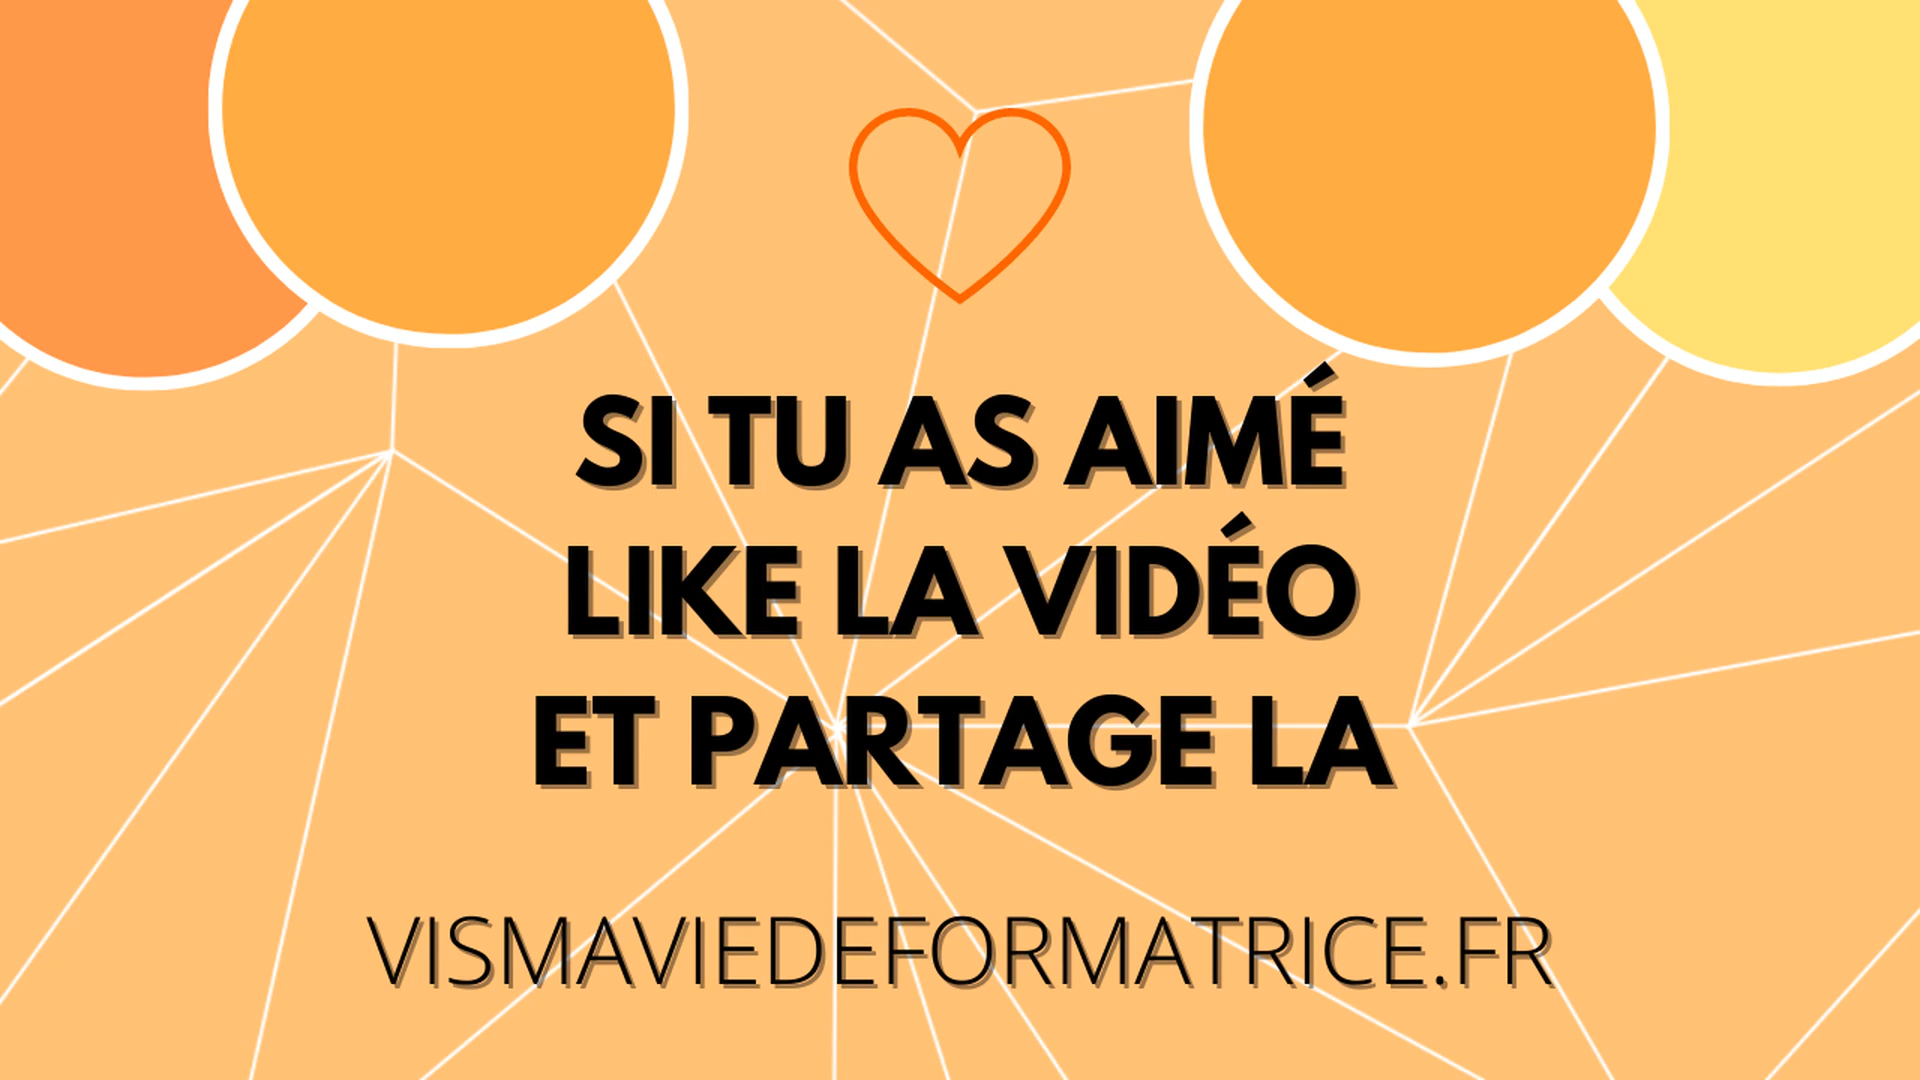 SI TU AS AIMÉ
LIKE LA VIDÉO
ET PARTAGE LA
VISMAVIEDEFORMATRICE.FR